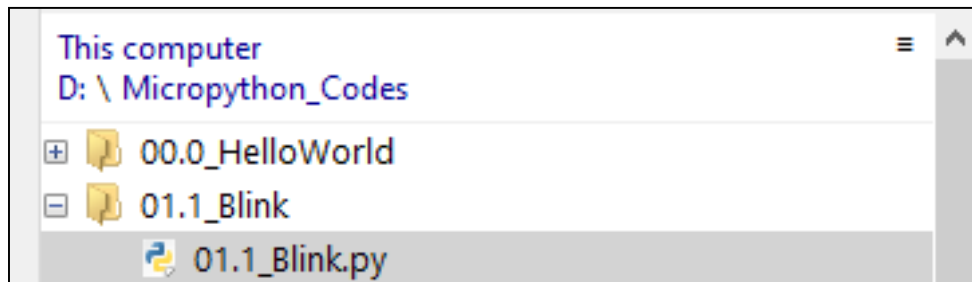 This computer
D: \ Micropython_Codes
00.0_HelloWorld
01.1_Blink
01.1_Blink.py